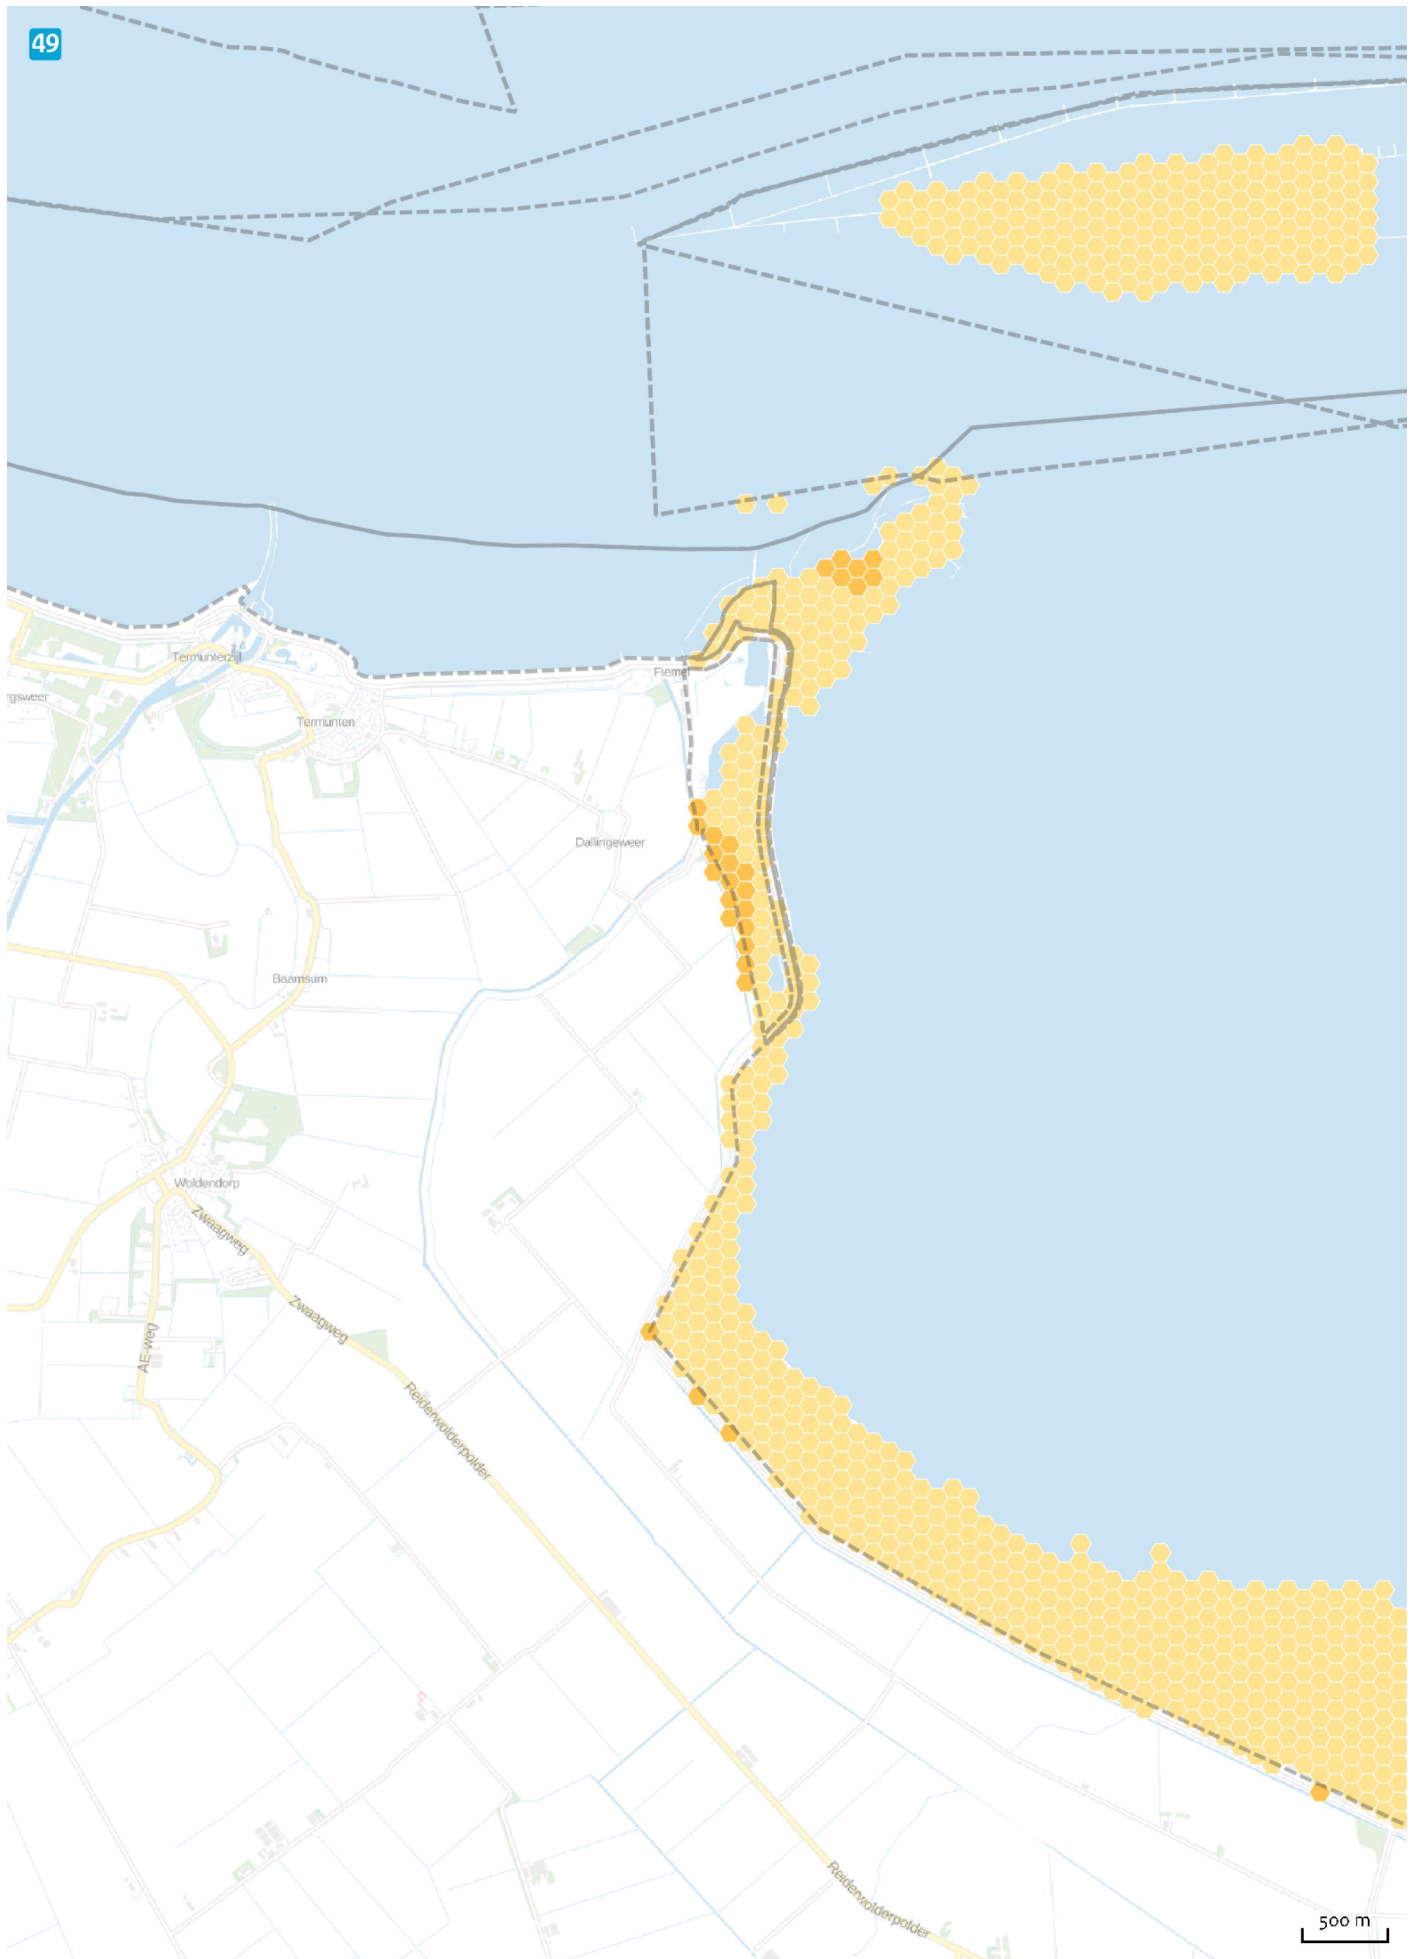 49
Termunterzijl
Fiemel
rgsweer
Termunten
Dallingeweer
Baamsum
Woldendorp
Zwaagweg
Zwaagweg
AE-weg
Reiderwolderpolder
Reiderwolderpolder
500 m